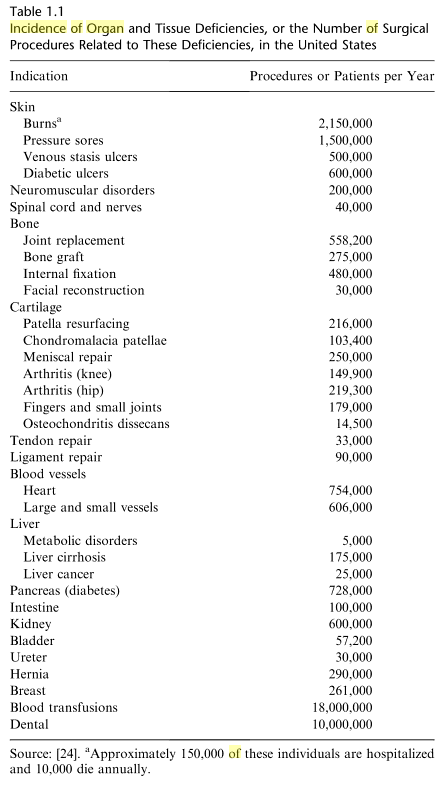 Table 1.1
Incidence of Organ and Tissue Deficiencies, or the Number of Surgical
Procedures Related to These Deficiencies, in the United States
Indication Procedures or Patients per Year
Skin
Burnsᵃ 2,150,000
Pressure sores 1,500,000
Venous stasis ulcers 500,000
Diabetic ulcers 600,000
Neuromuscular disorders 200,000
Spinal cord and nerves 40,000
Bone
Joint replacement 558,200
Bone graft 275,000
Internal fixation 480,000
Facial reconstruction 30,000
Cartilage
Patella resurfacing 216,000
Chondromalacia patellae 103,400
Meniscal repair 250,000
Arthritis (knee) 149,900
Arthritis (hip) 219,300
Fingers and small joints 179,000
Osteochondritis dissecans 14,500
Tendon repair 33,000
Ligament repair 90,000
Blood vessels
Heart 754,000
Large and small vessels 606,000
Liver
Metabolic disorders 5,000
Liver cirrhosis 175,000
Liver cancer 25,000
Pancreas (diabetes) 728,000
Intestine 100,000
Kidney 600,000
Bladder 57,200
Ureter 30,000
Hernia 290,000
Breast 261,000
Blood transfusions 18,000,000
Dental 10,000,000
Source: [24]. ᵃApproximately 150,000 of these individuals are hospitalized
and 10,000 die annually.